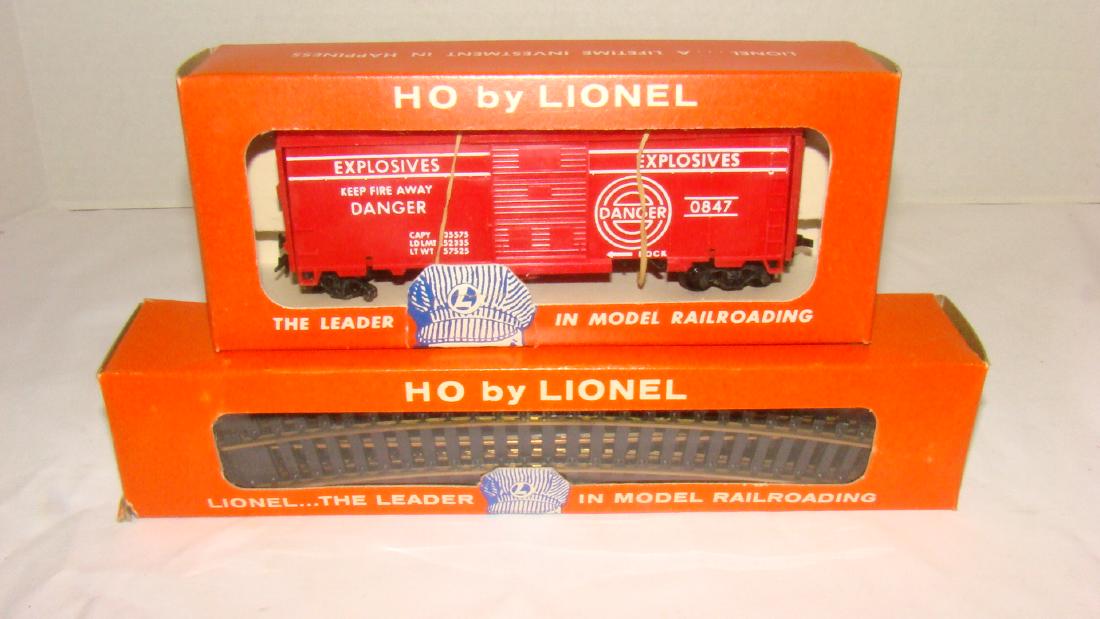 LIONEL....A LIFETIME INVESTMENT IN HAPPINESS
HO by LIONEL
EXPLOSIVES EXPLOSIVES
KEEP FIRE AWAY
DANGER
DANGER 0847
CAPY 05575
LD LMT 52335
LT WT 57525
THE LEADER L IN MODEL RAILROADING
HO by LIONEL
LIONEL...THE LEADER L IN MODEL RAILROADING